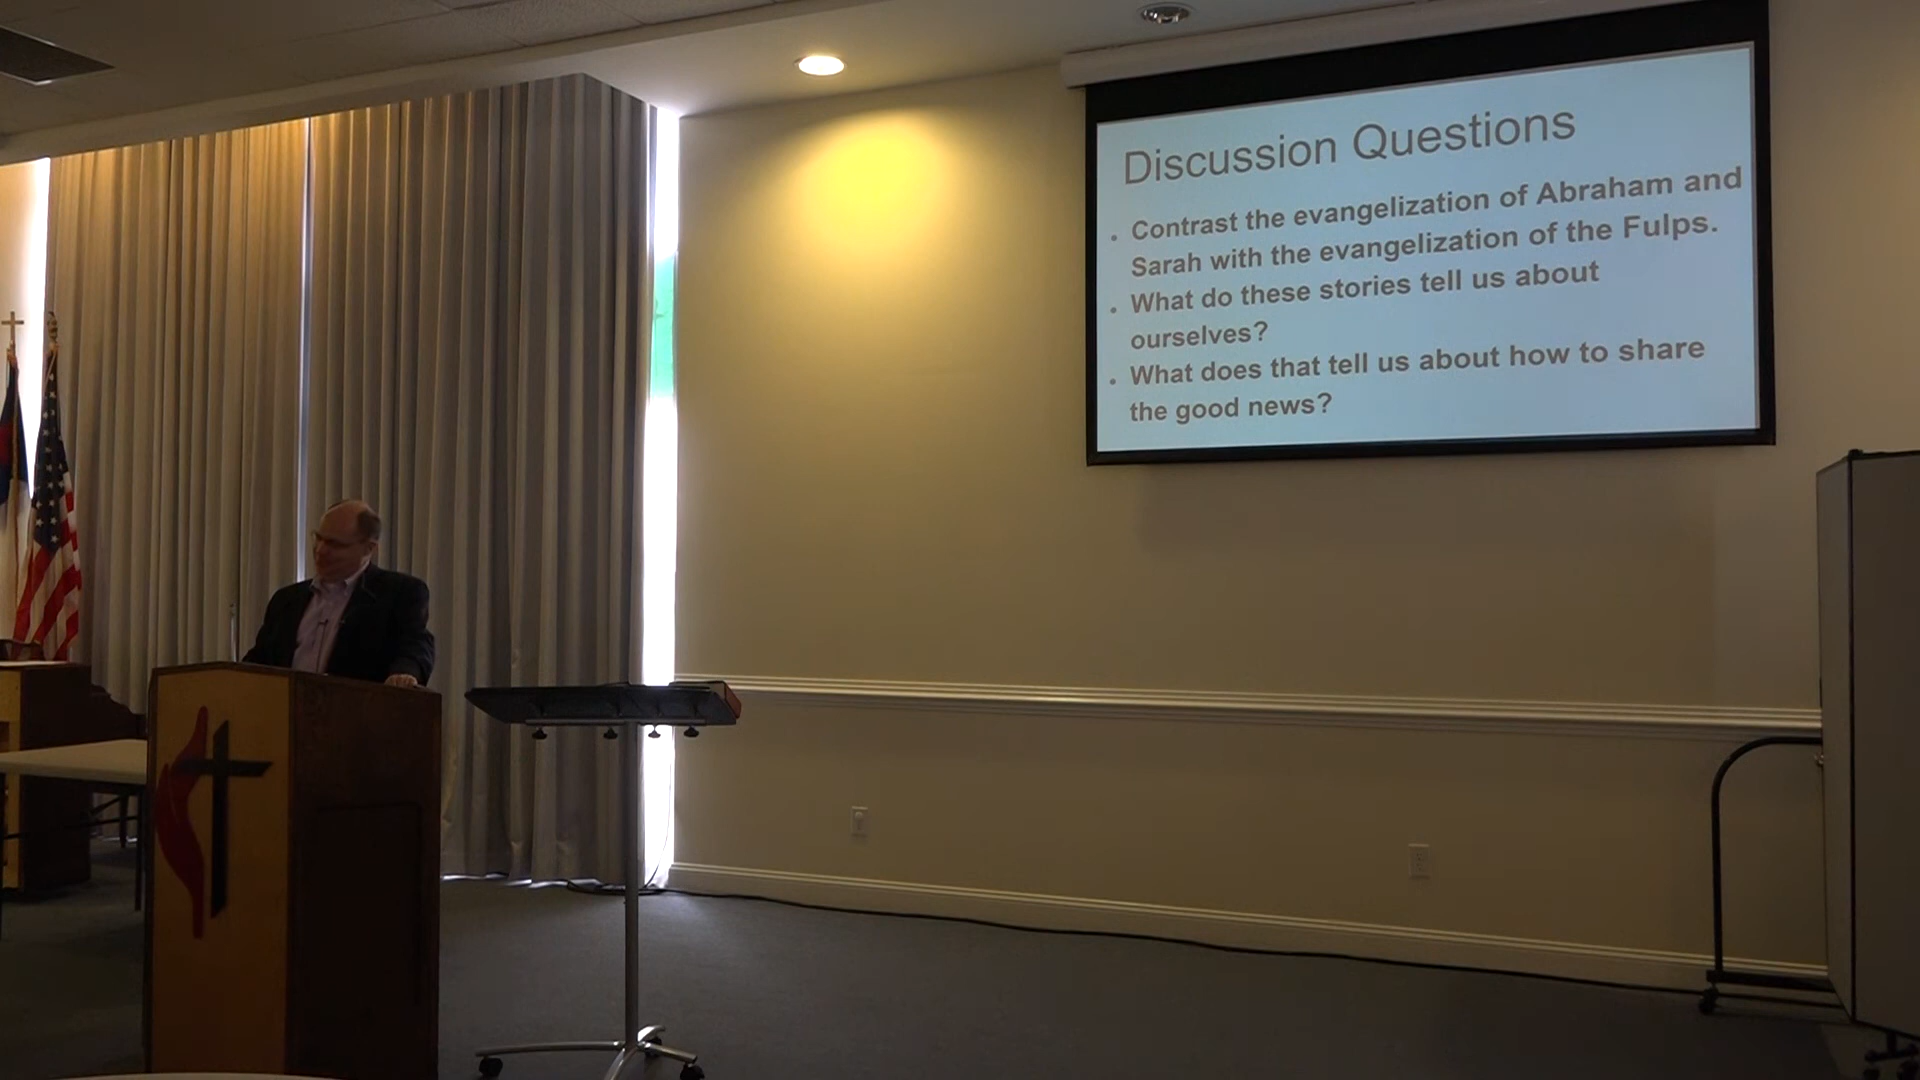 Discussion Questions
• Contrast the evangelization of Abraham and
Sarah with the evangelization of the Fulps.
• What do these stories tell us about
ourselves?
• What does that tell us about how to share
the good news?